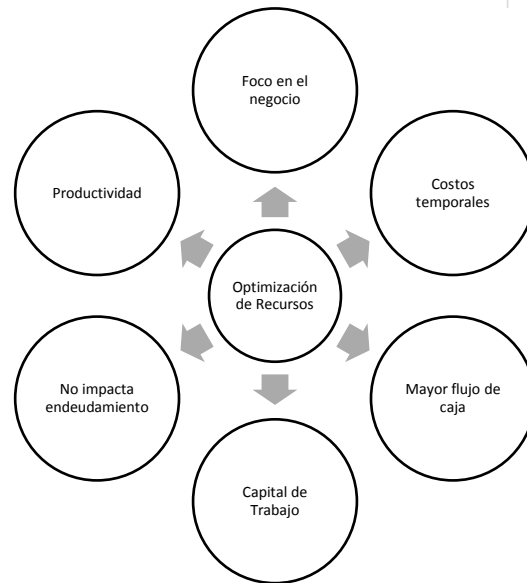 Foco en el
negocio
Productividad
Costos
temporales
Optimización
de Recursos
No impacta
endeudamiento
Mayor flujo de
caja
Capital de
Trabajo